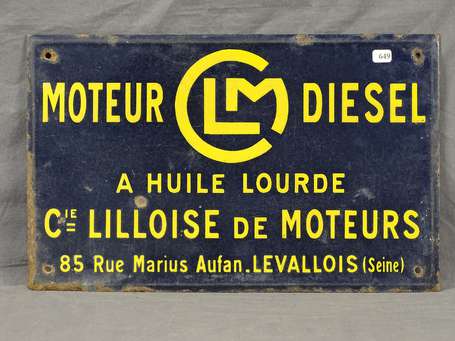 649
MOTEUR CLM DIESEL
A HUILE LOURDE
CIE LILLOISE DE MOTEURS
85 Rue Marius Aufan. LEVALLOIS (Seine)